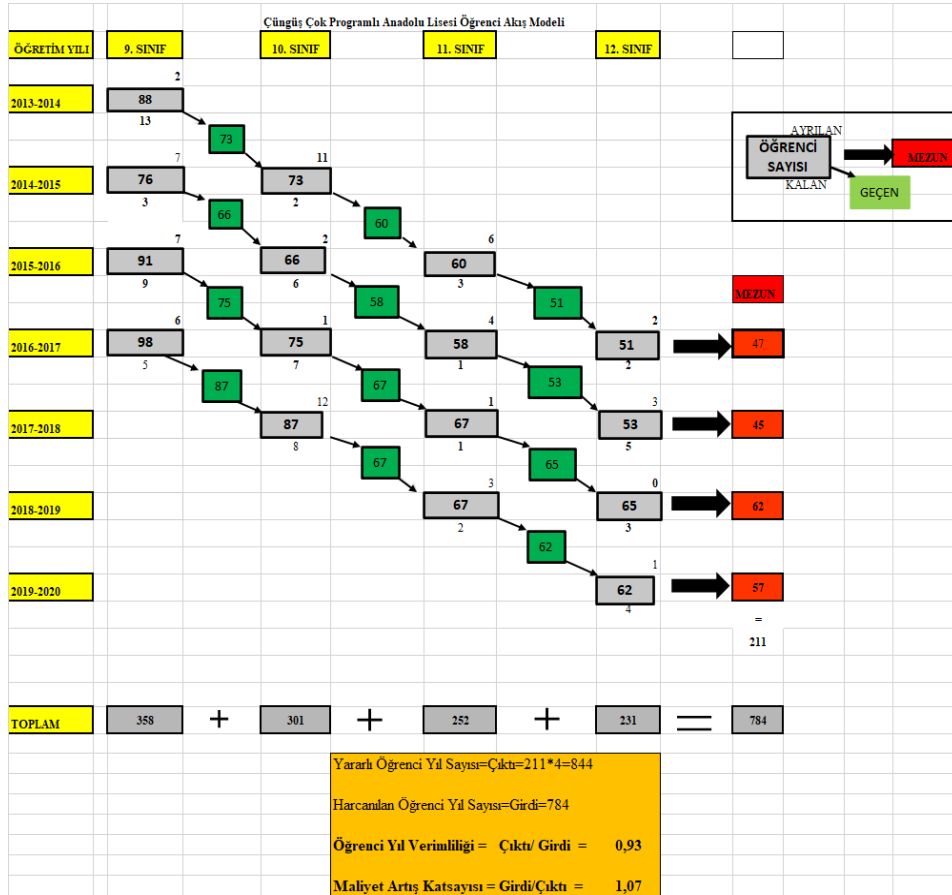 Çüngüş Çok Programlı Anadolu Lisesi Öğrenci Akış Modeli
ÖĞRETİM YILI 9. SINIF 10. SINIF 11. SINIF 12. SINIF
2
2013-2014 88
13
73
AYRILAN
ÖĞRENCİ SAYISI
MEZUN
KALAN
GEÇEN
7 11
2014-2015 76 73
3 2
66 60
7 2 6
2015-2016 91 66 60
9 6 3
75 58 51
MEZUN
6 1 4 2
2016-2017 98 75 58 51 47
5 7 1 2
87 67 53
12 1 3
2017-2018 87 67 53 45
8 1 5
67 65
3 0
2018-2019 67 65 62
2 3
62
1
2019-2020 62 57
4
=
211
TOPLAM 358 + 301 + 252 + 231 = 784
Yararlı Öğrenci Yıl Sayısı=Çıktı=211*4=844
Harcanılan Öğrenci Yıl Sayısı=Girdi=784
Öğrenci Yıl Verimliliği = Çıktı/ Girdi = 0,93
Maliyet Artış Katsayısı = Girdi/Çıktı = 1,07